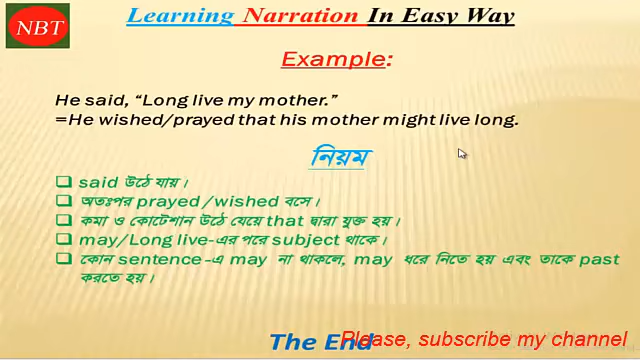 NBT
Learning Narration In Easy Way
Example:
He said, “Long live my mother.”
=He wished/prayed that his mother might live long.
নিয়ম
said উঠে যায়।
অতঃপর prayed/wished বসে।
কমা ও কোটেশান উঠে যেয়ে that দ্বারা যুক্ত হয়।
may/Long live-এর পরে subject থাকে।
কোন sentence-এ may না থাকলে, may ধরে নিতে হয় এবং তাকে past
করতে হয়।
The End
Please, subscribe my channel